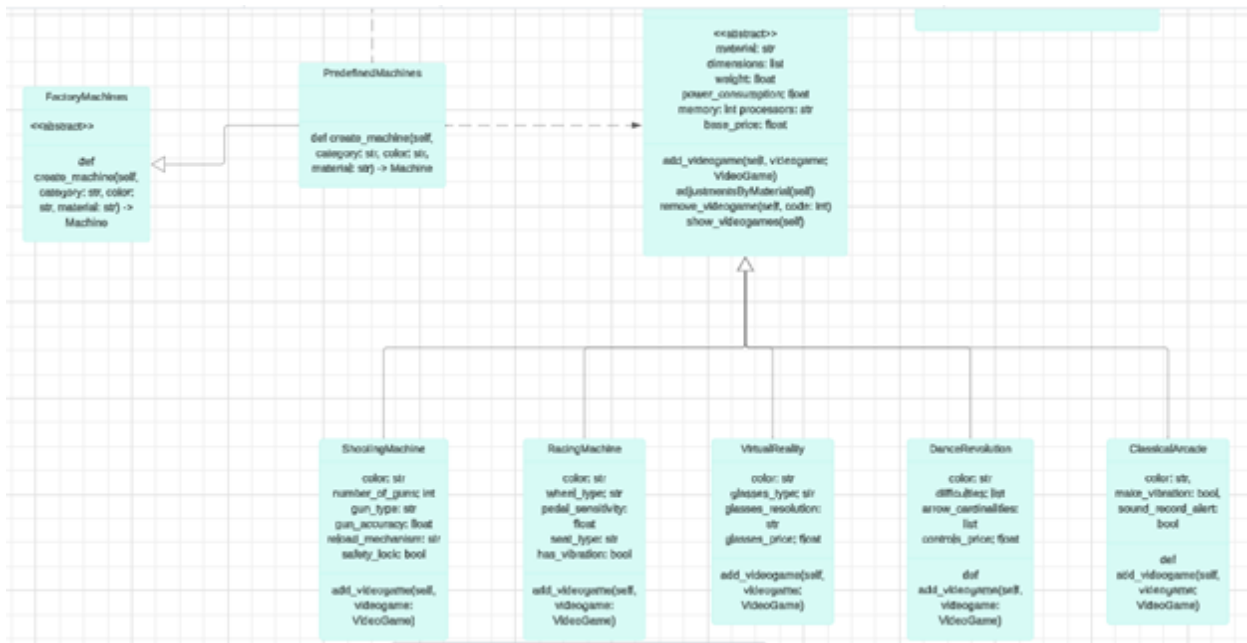 <<abstract>>
material: str
dimensions: list
weight: float
power_consumption: float
memory: int processors: str
base_price: float
add_videogame(self, videogame:
VideoGame)
adjustmentsByMaterial(self)
remove_videogame(self, code: int)
show_videogames(self)
PredefinedMachines
def create_machine(self,
category: str, color: str,
material: str) -> Machine
FactoryMachines
<<abstract>>
def
create_machine(self,
category: str, color:
str, material: str) ->
Machine
ShootingMachine
color: str
number_of_guns: int
gun_type: str
gun_accuracy: float
reload_mechanism: str
safety_lock: bool
add_videogame(self,
videogame:
VideoGame)
RacingMachine
color: str
wheel_type: str
pedal_sensitivity:
float
seat_type: str
has_vibration: bool
add_videogame(self,
videogame:
VideoGame)
VirtualReality
color: str
glasses_type: str
glasses_resolution:
str
glasses_price: float
add_videogame(self,
videogame:
VideoGame)
DanceRevolution
color: str
difficulties: list
arrow_cardinalities:
list
controls_price: float
def
add_videogame(self,
videogame:
VideoGame)
ClassicalArcade
color: str,
make_vibration: bool,
sound_record_alert:
bool
def
add_videogame(self,
videogame:
VideoGame)